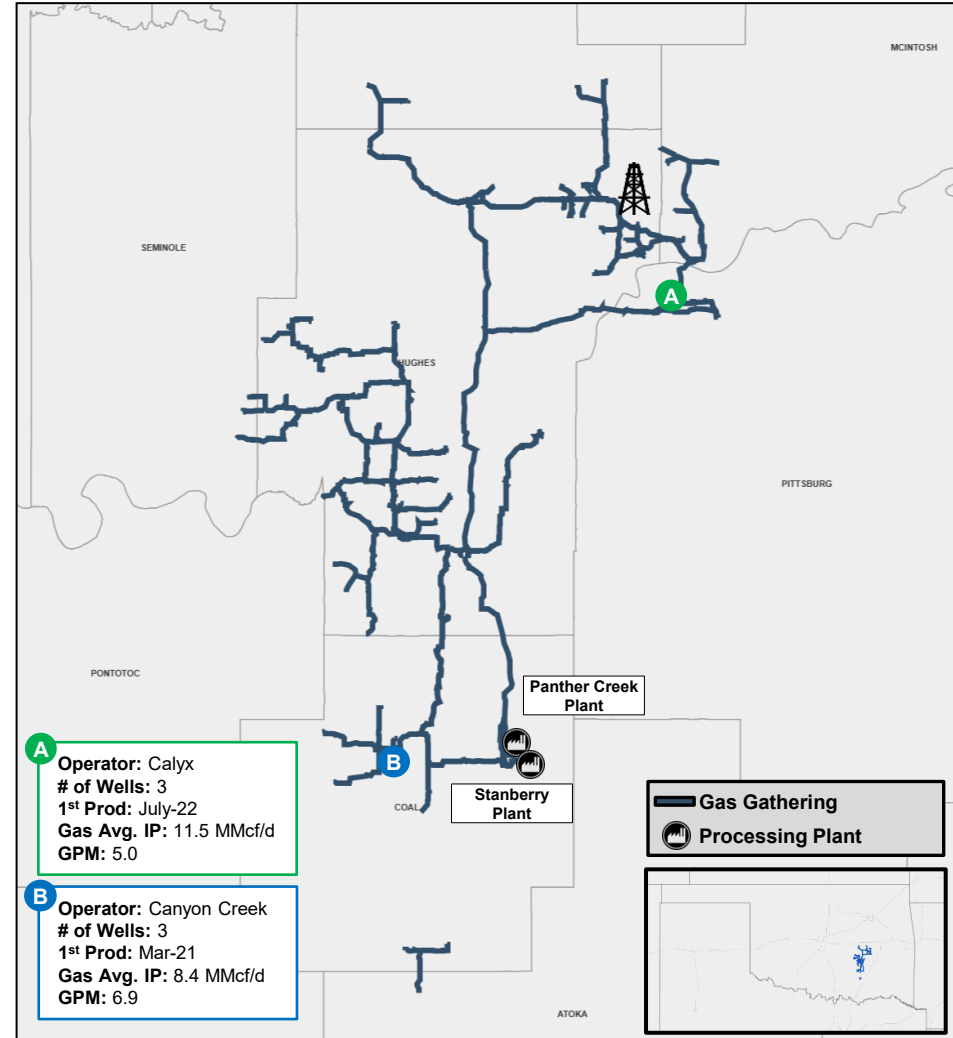 MCINTOSH
SEMINOLE
A
HUGHES
PITTSBURG
PONTOTOC
Panther Creek
Plant
B
Stanberry
Plant
COAL
A
Operator: Calyx
# of Wells: 3
1st Prod: July-22
Gas Avg. IP: 11.5 MMcf/d
GPM: 5.0
B
Operator: Canyon Creek
# of Wells: 3
1st Prod: Mar-21
Gas Avg. IP: 8.4 MMcf/d
GPM: 6.9
Gas Gathering
Processing Plant
ATOKA